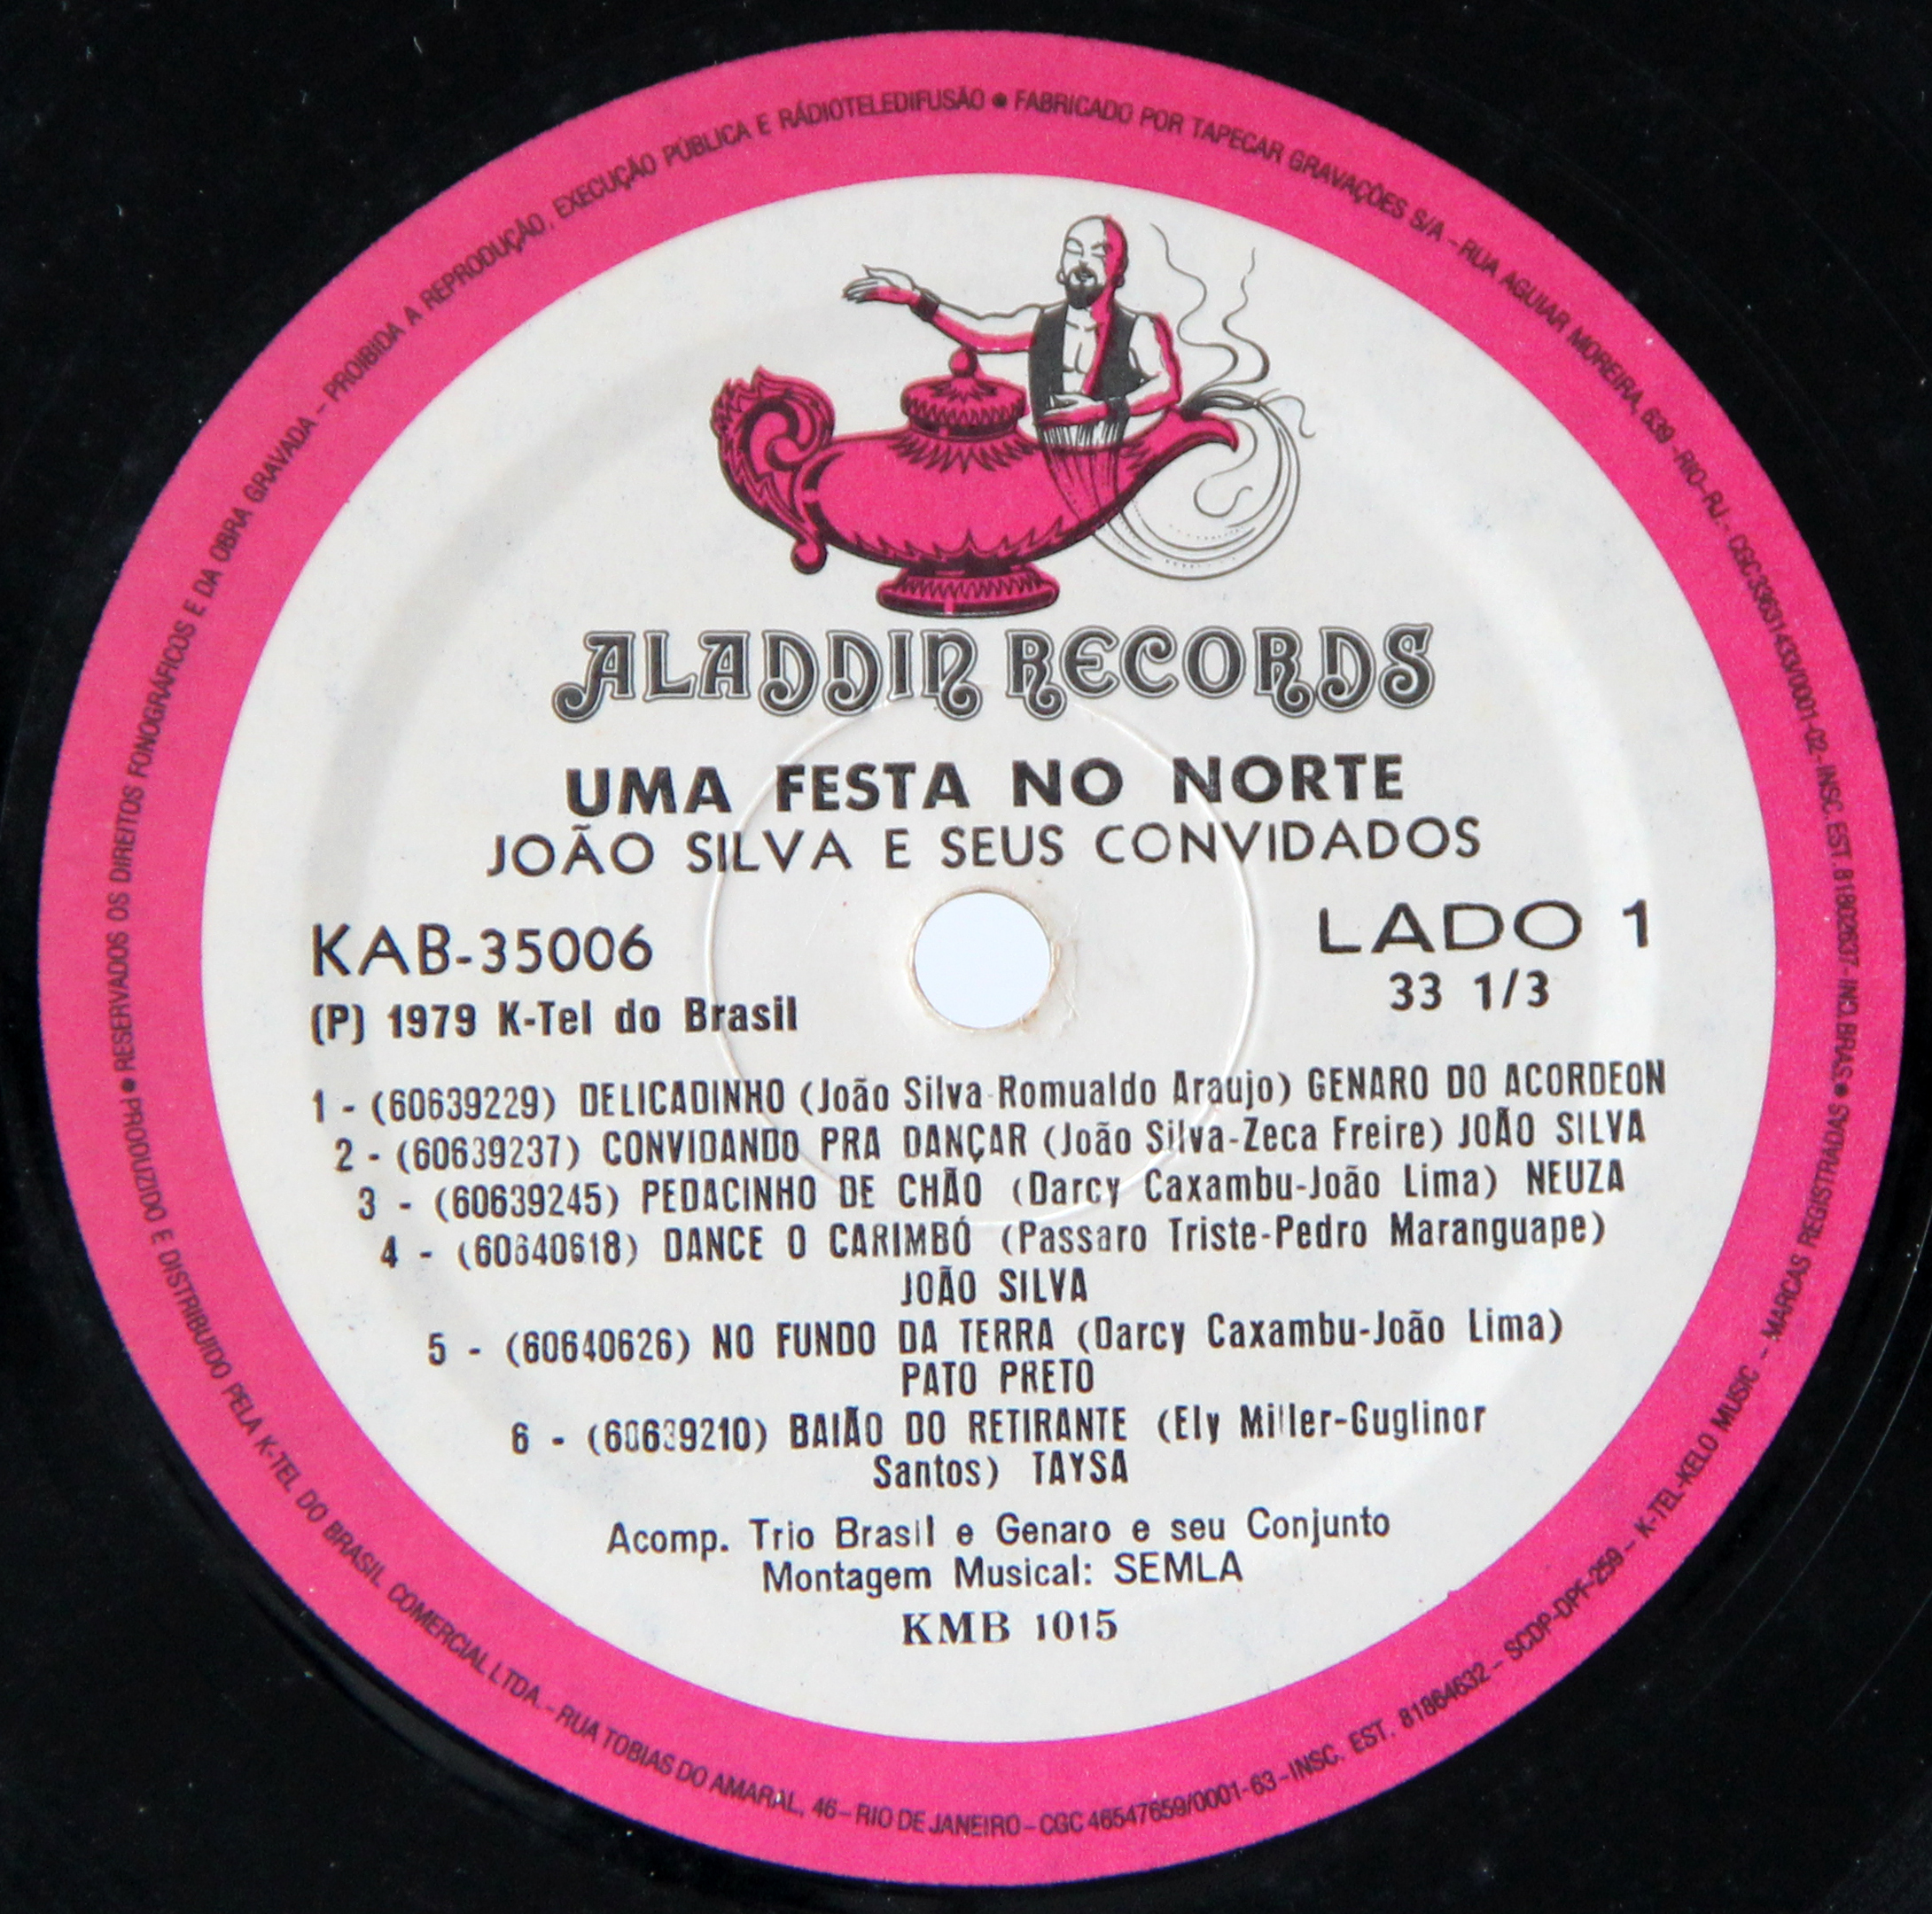 ALADDIN RECORDS
UMA FESTA NO NORTE
JOÃO SILVA E SEUS CONVIDADOS
KAB-35006
LADO 1
(P) 1979 K-Tel do Brasil
33 1/3
1 - (60639229) DELICADINHO (João Silva-Romualdo Araujo) GENARO DO ACORDEON
2 - (60639237) CONVIDANDO PRA DANÇAR (João Silva-Zeca Freire) JOÃO SILVA
3 - (60639245) PEDACINHO DE CHÃO (Darcy Caxambu-João Lima) NEUZA
4 - (60640618) DANCE O CARIMBÓ (Passaro Triste-Pedro Maranguape)
JOÃO SILVA
5 - (60640626) NO FUNDO DA TERRA (Darcy Caxambu-João Lima)
PATO PRETO
6 - (60639210) BAIÃO DO RETIRANTE (Ely Miller-Guglinor
Santos) TAYSA
Acomp. Trio Brasil e Genaro e seu Conjunto
Montagem Musical: SEMLA
KMB 1015
● RESERVADOS OS DIREITOS FONOGRÁFICOS E DA OBRA GRAVADA – PROIBIDA A REPRODUÇÃO, EXECUÇÃO PÚBLICA E RÁDIOTELEDIFUSÃO ● FABRICADO POR TAPECAR GRAVAÇÕES S/A - RUA AGUIAR MOREIRA, 639 - RIO-RJ - CGC 33631433/0001-02 - INSC. EST. 81802637 - IND. BRAS. ● PRODUZIDO E DISTRIBUIDO PELA K-TEL DO BRASIL COMERCIAL LTDA. - RUA TOBIAS DO AMARAL, 46 – RIO DE JANEIRO – CGC 46547659/0001-63 - INSC. EST. 81864632 - SCDP-DPF-259 – K-TEL-KELO MUSIC – MARCAS REGISTRADAS